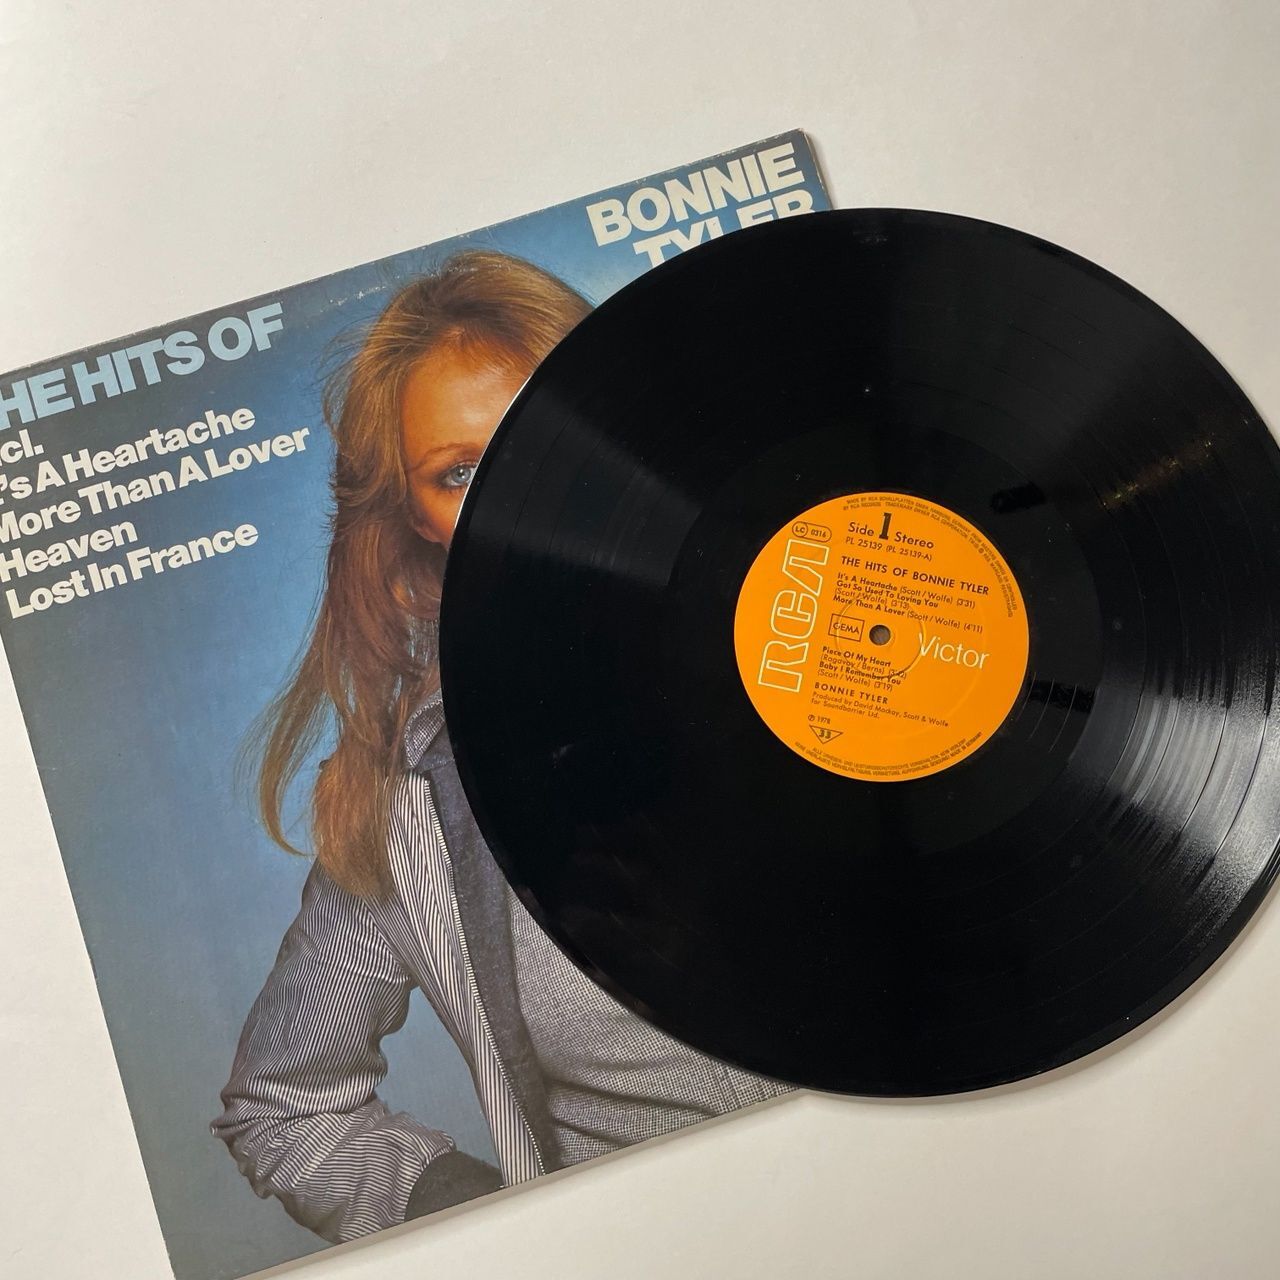 HE HITS OF
BONNIE
TYLER
cl.
t's A Heartache
More Than A Lover
Heaven
Lost In France
LC 0316
Side 1 Stereo
PL 25139 (PL 25139-A)
THE HITS OF BONNIE TYLER
It's A Heartache (Scott / Wolfe) (3'31)
Got So Used To Loving You
(Scott / Wolfe) (3'13)
More Than A Lover (Scott / Wolfe) (4'11)
GEMA
RCA Victor
Piece Of My Heart
(Ragavoy / Berns)
Baby I Remember You
(Scott / Wolfe) (3'19)
BONNIE TYLER
Produced by David Mackay, Scott & Wolfe
for Soundbarrier Ltd.
℗ 1978
33